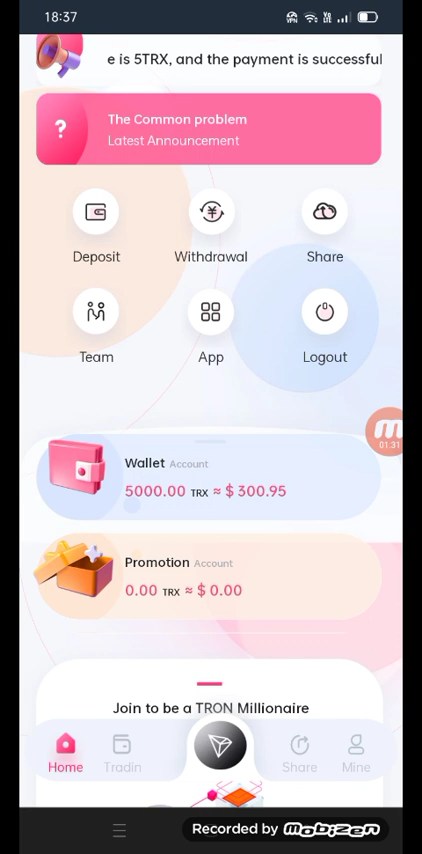 18:37
VPN
e is 5TRX, and the payment is successful
?
The Common problem
Latest Announcement
¥
Deposit
Withdrawal
Share
Team
App
Logout
01:31
Wallet Account
5000.00 TRX ≈ $ 300.95
Promotion Account
0.00 TRX ≈ $ 0.00
Join to be a TRON Millionaire
Home
Tradin
Share
Mine
Recorded by mobizen